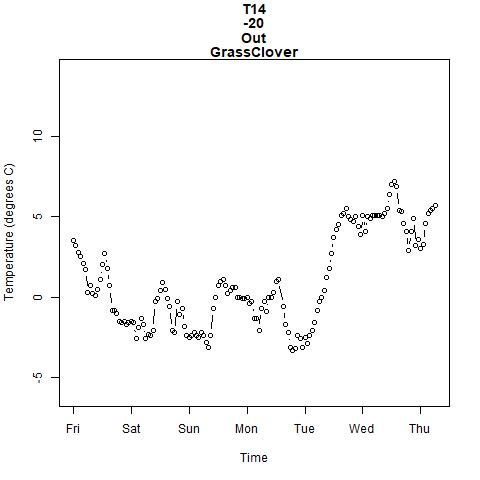 T14
-20
Out
GrassClover
Temperature (degrees C)
10
5
0
-5
Fri Sat Sun Mon Tue Wed Thu
Time